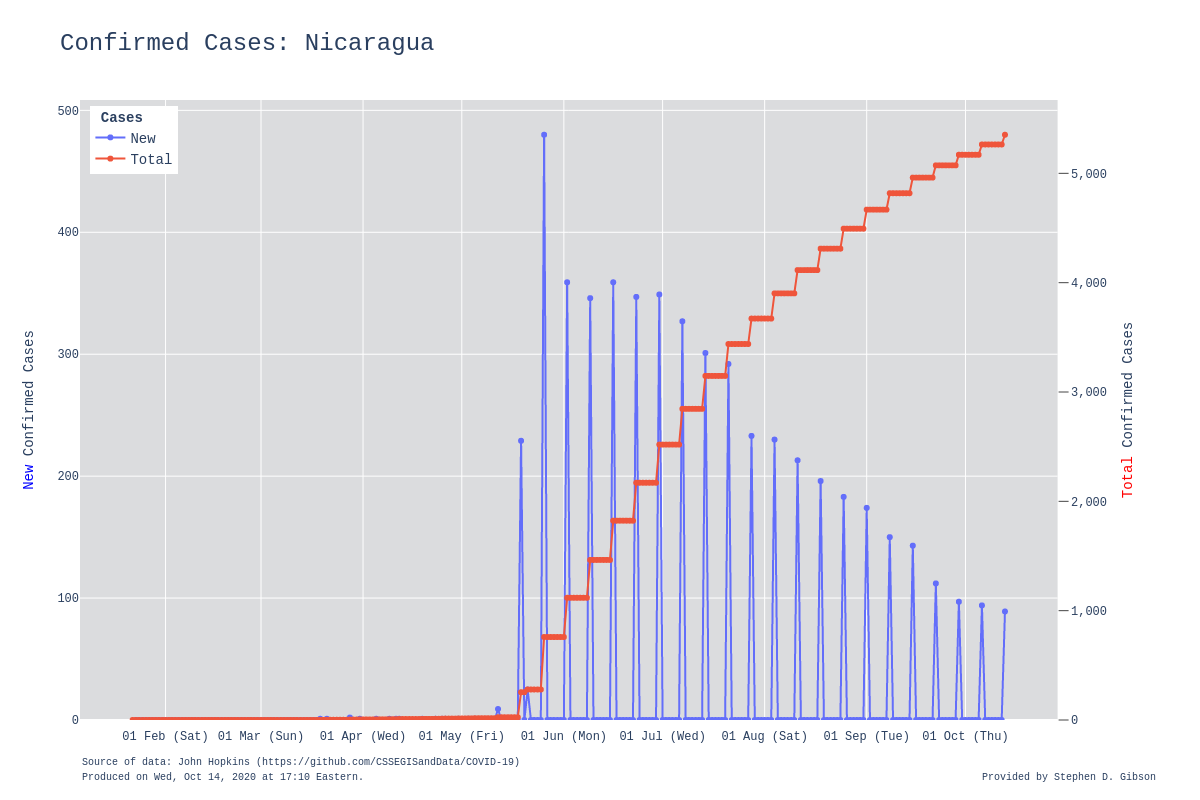 Confirmed Cases: Nicaragua
Cases
New
Total
500
400
300
200
100
0
5,000
4,000
3,000
2,000
1,000
0
New Confirmed Cases
Total Confirmed Cases
01 Feb (Sat) 01 Mar (Sun) 01 Apr (Wed) 01 May (Fri) 01 Jun (Mon) 01 Jul (Wed) 01 Aug (Sat) 01 Sep (Tue) 01 Oct (Thu)
Source of data: John Hopkins (https://github.com/CSSEGISandData/COVID-19)
Produced on Wed, Oct 14, 2020 at 17:10 Eastern.
Provided by Stephen D. Gibson